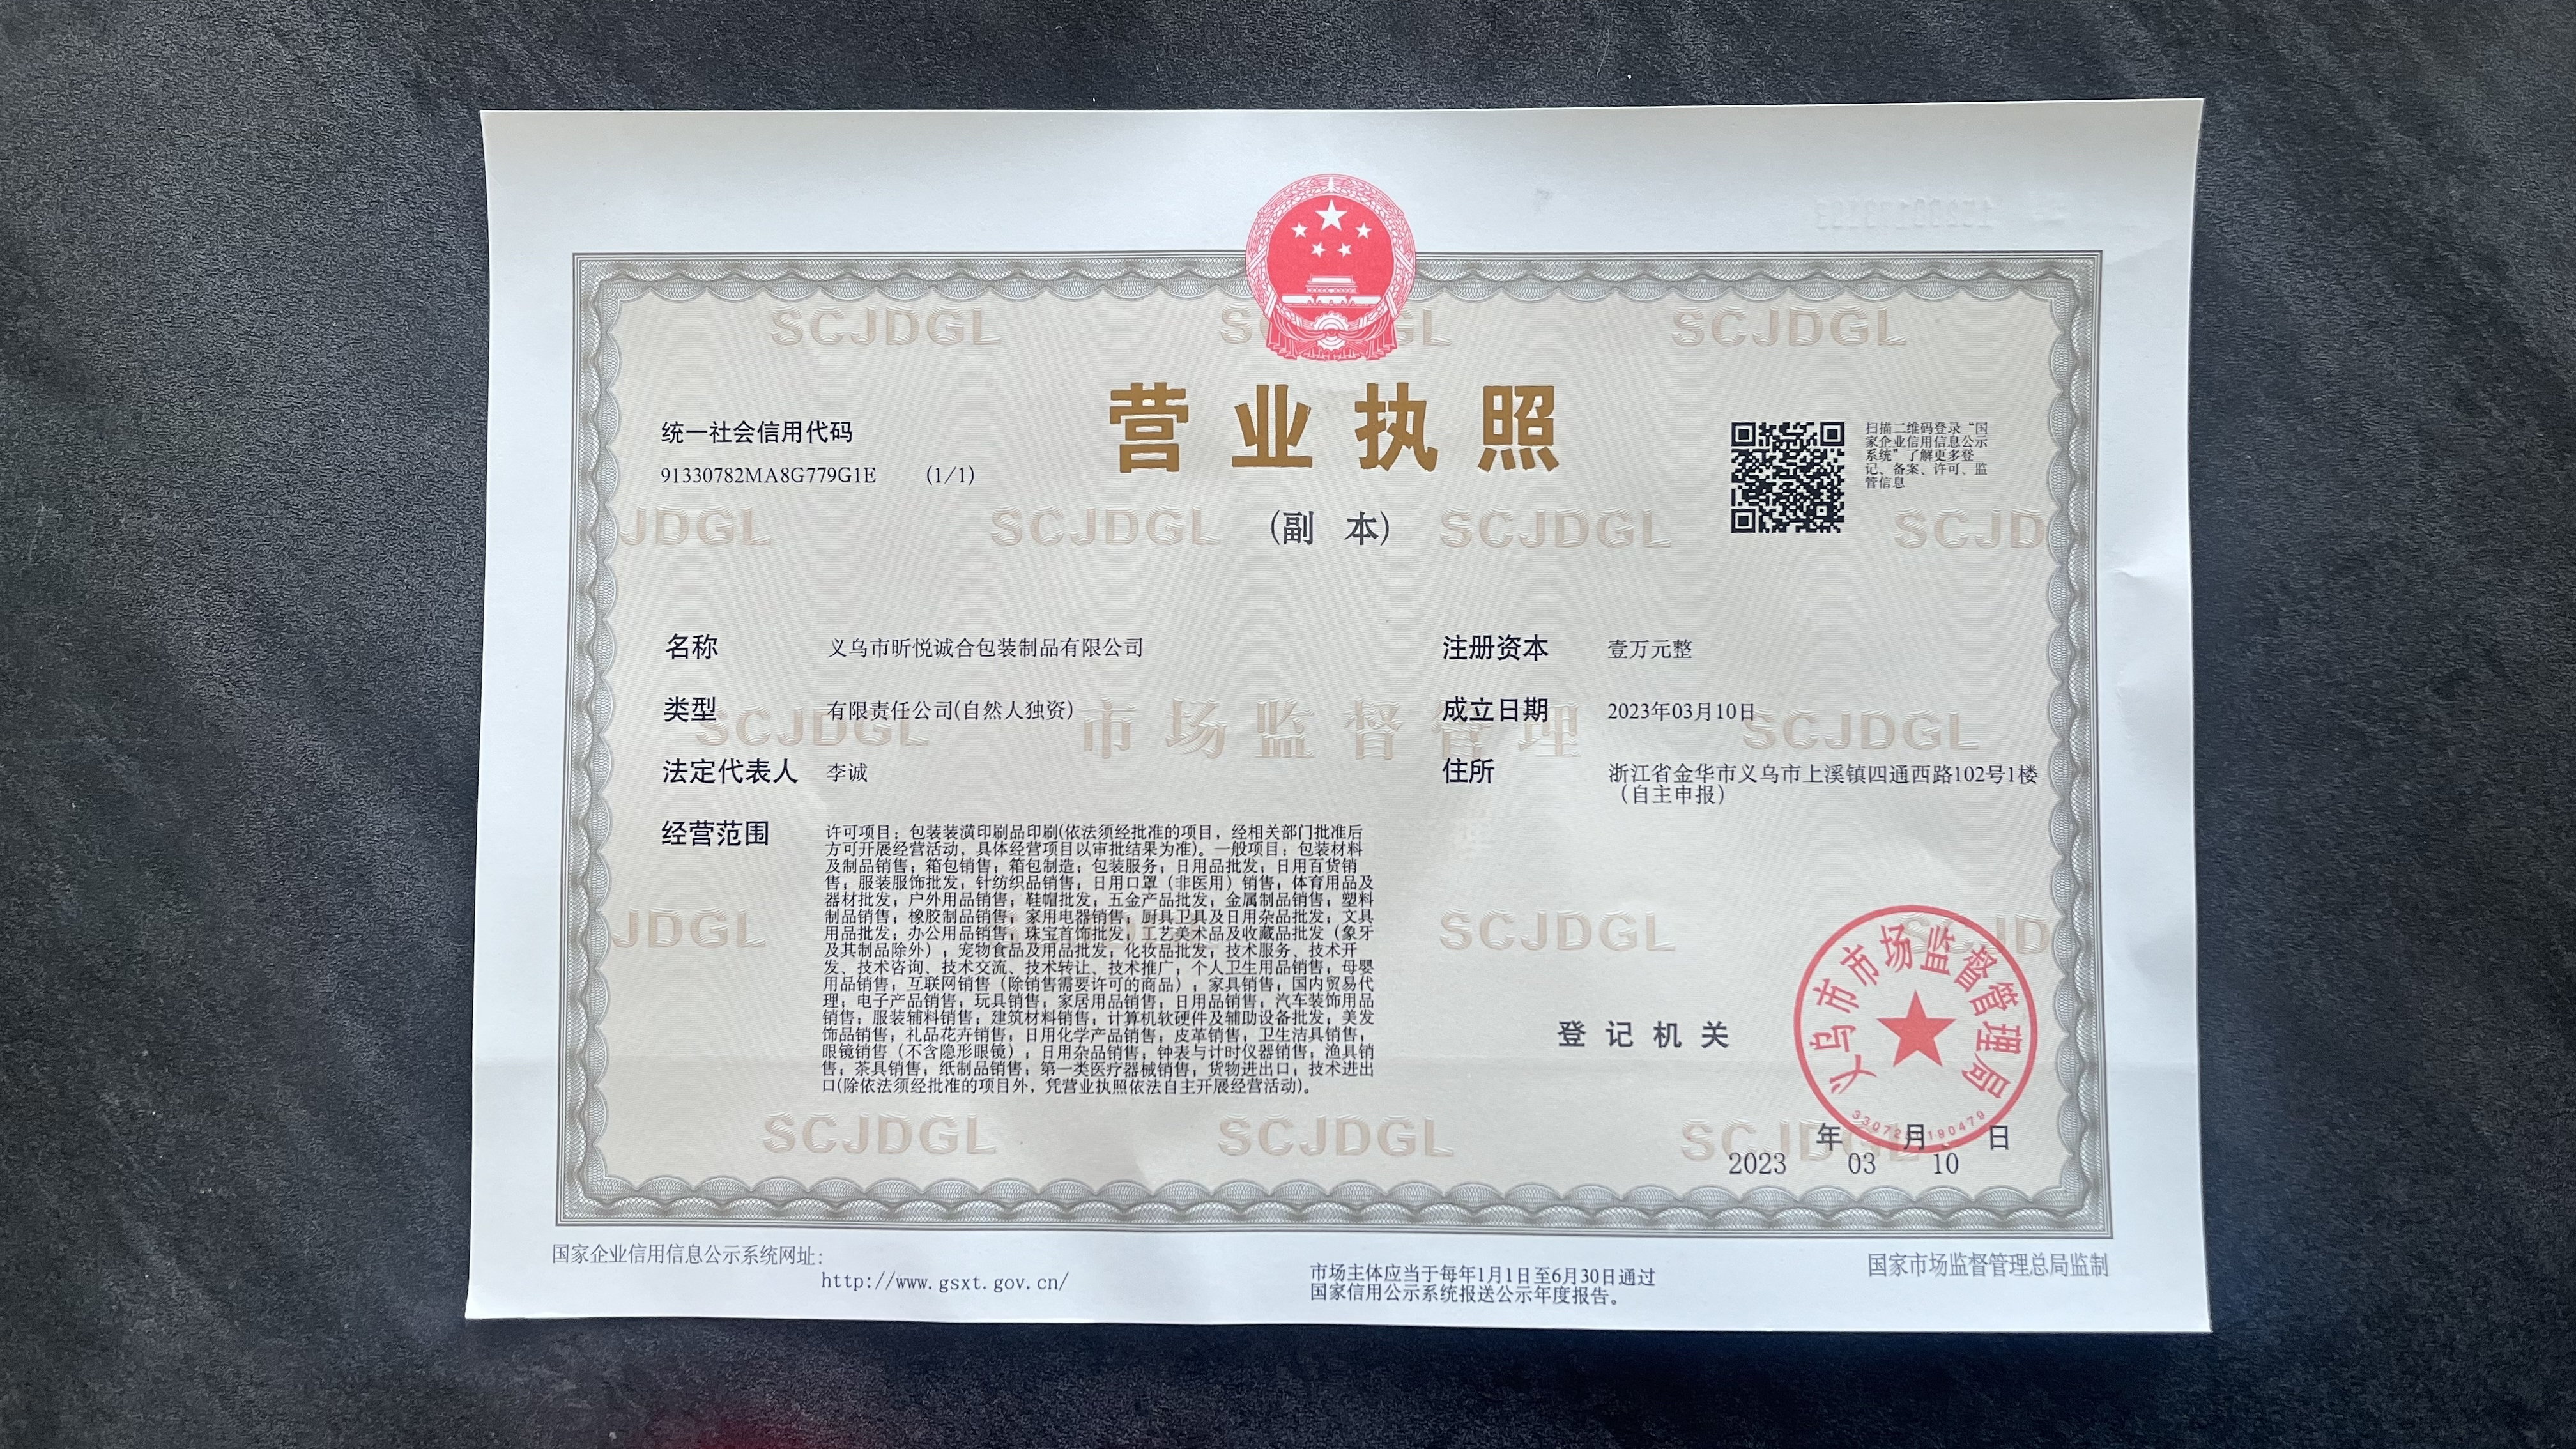 营业执照
(副 本)
统一社会信用代码
91330782MA8G779G1E (1/1)
扫描二维码登录“国
家企业信用信息公示
系统”了解更多登
记、备案、许可、监
管信息
名称 义乌市昕悦诚合包装制品有限公司
类型 有限责任公司(自然人独资)
法定代表人 李诚
经营范围 许可项目：包装装潢印刷品印刷(依法须经批准的项目，经相关部门批准后
方可开展经营活动，具体经营项目以审批结果为准)。一般项目：包装材料
及制品销售；箱包销售；箱包制造；包装服务；日用品批发；日用百货销
售；服装服饰批发；针纺织品销售；日用口罩（非医用）销售；体育用品及
器材批发；户外用品销售；鞋帽批发；五金产品批发；金属制品销售；塑料
制品销售；橡胶制品销售；家用电器销售；厨具卫具及日用杂品批发；文具
用品批发；办公用品销售；珠宝首饰批发；工艺美术品及收藏品批发（象牙
及其制品除外）；宠物食品及用品批发；化妆品批发；技术服务、技术开
发、技术咨询、技术交流、技术转让、技术推广；个人卫生用品销售；母婴
用品销售；互联网销售（除销售需要许可的商品）；家具销售；国内贸易代
理；电子产品销售；玩具销售；家居用品销售；日用品销售；汽车装饰用品
销售；服装辅料销售；建筑材料销售；计算机软硬件及辅助设备批发；美发
饰品销售；礼品花卉销售；日用化学产品销售；皮革销售；卫生洁具销售；
眼镜销售（不含隐形眼镜）；日用杂品销售；钟表与计时仪器销售；渔具销
售；茶具销售；纸制品销售；第一类医疗器械销售；货物进出口；技术进出
口(除依法须经批准的项目外，凭营业执照依法自主开展经营活动)。
注册资本 壹万元整
成立日期 2023年03月10日
住所 浙江省金华市义乌市上溪镇四通西路102号1楼
（自主申报）
市场监督管理
SCJDGL SCJDGL SCJDGL
登记机关
义乌市市场监督管理局
年 月 日
2023 03 10
国家企业信用信息公示系统网址：
http://www.gsxt.gov.cn/
市场主体应当于每年1月1日至6月30日通过
国家信用公示系统报送公示年度报告。
国家市场监督管理总局监制